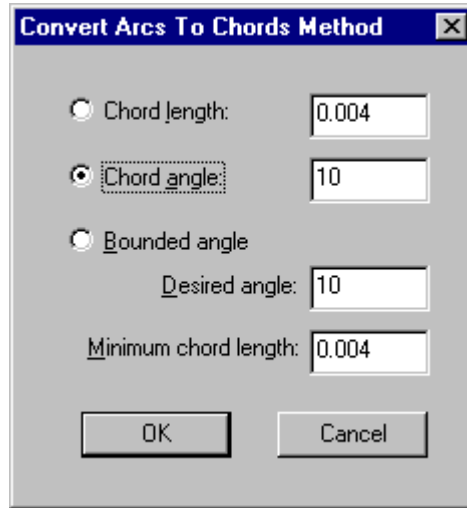 Convert Arcs To Chords Method
Chord length: 0.004
Chord angle: 10
Bounded angle
Desired angle: 10
Minimum chord length: 0.004
OK Cancel